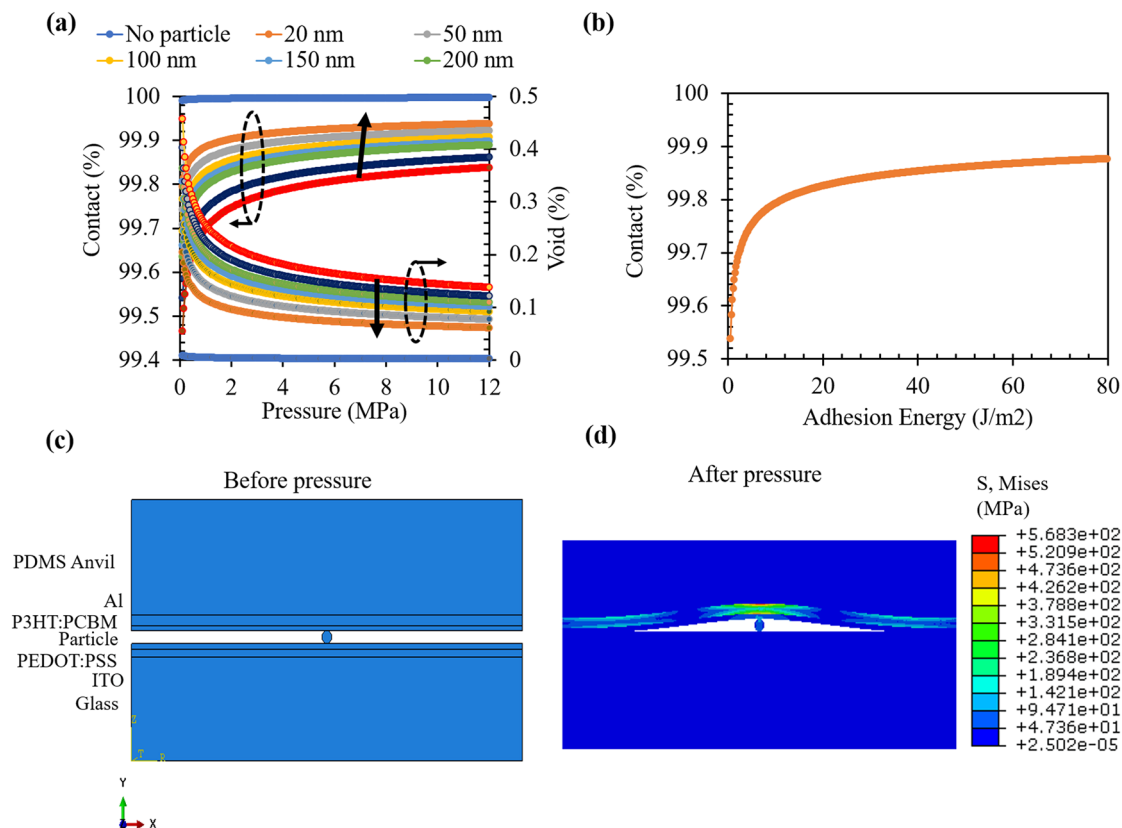 (a)
No particle 20 nm 50 nm
100 nm 150 nm 200 nm
100 0.5
99.9 0.4
99.8 0.3
99.7 0.2
99.6
99.5 0.1
99.4 0
Contact (%)
Void (%)
0 2 4 6 8 10 12
Pressure (MPa)
(b)
100
99.9
99.8
99.7
99.6
99.5
Contact (%)
0 20 40 60 80
Adhesion Energy (J/m2)
(c)
Before pressure
PDMS Anvil
Al
P3HT:PCBM
Particle
PEDOT:PSS
ITO
Glass
Z
T R
Y
X
(d)
After pressure
S, Mises
(MPa)
+5.683e+02
+5.209e+02
+4.736e+02
+4.262e+02
+3.788e+02
+3.315e+02
+2.841e+02
+2.368e+02
+1.894e+02
+1.421e+02
+9.471e+01
+4.736e+01
+2.502e-05